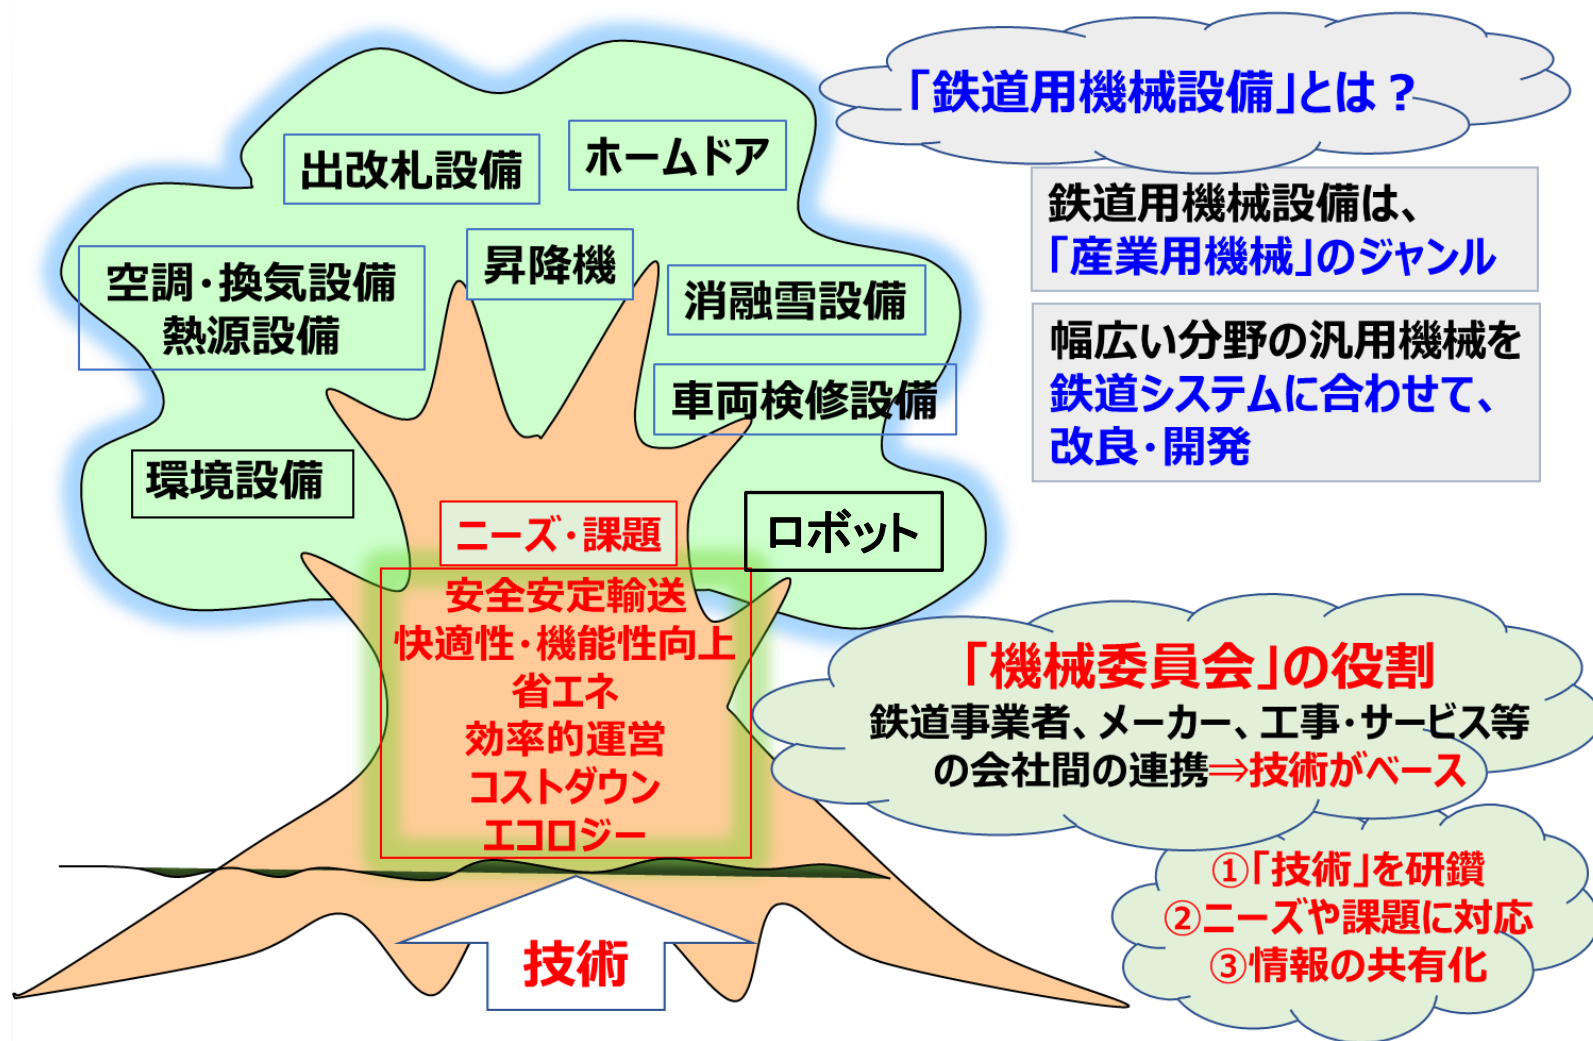 「鉄道用機械設備」とは？
鉄道用機械設備は、
「産業用機械」のジャンル
幅広い分野の汎用機械を
鉄道システムに合わせて、
改良・開発
出改札設備
ホームドア
昇降機
空調・換気設備
熱源設備
消融雪設備
車両検修設備
環境設備
ロボット
ニーズ・課題
安全安定輸送
快適性・機能性向上
省エネ
効率的運営
コストダウン
エコロジー
技術
「機械委員会」の役割
鉄道事業者、メーカー、工事・サービス等
の会社間の連携⇒技術がベース
①「技術」を研鑽
②ニーズや課題に対応
③情報の共有化